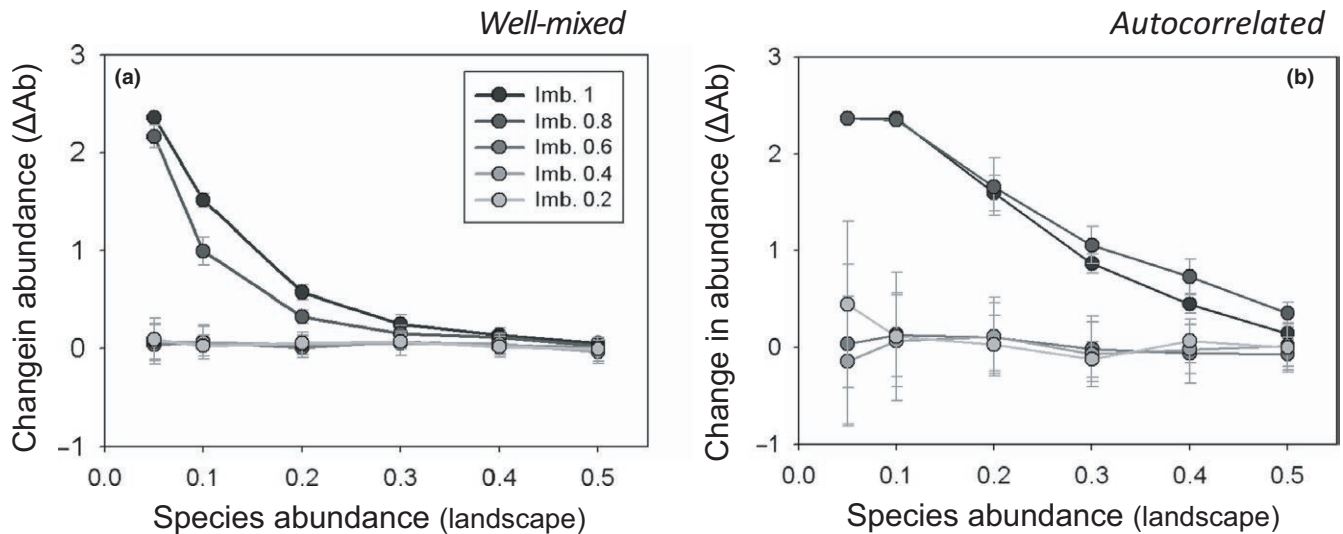 Well-mixed
Autocorrelated
(a)
(b)
Changein abundance (ΔAb)
3
2
1
0
−1
Imb. 1
Imb. 0.8
Imb. 0.6
Imb. 0.4
Imb. 0.2
0.0 0.1 0.2 0.3 0.4 0.5
Species abundance (landscape)
Change in abundance (ΔAb)
3
2
1
0
−1
0.0 0.1 0.2 0.3 0.4 0.5
Species abundance (landscape)